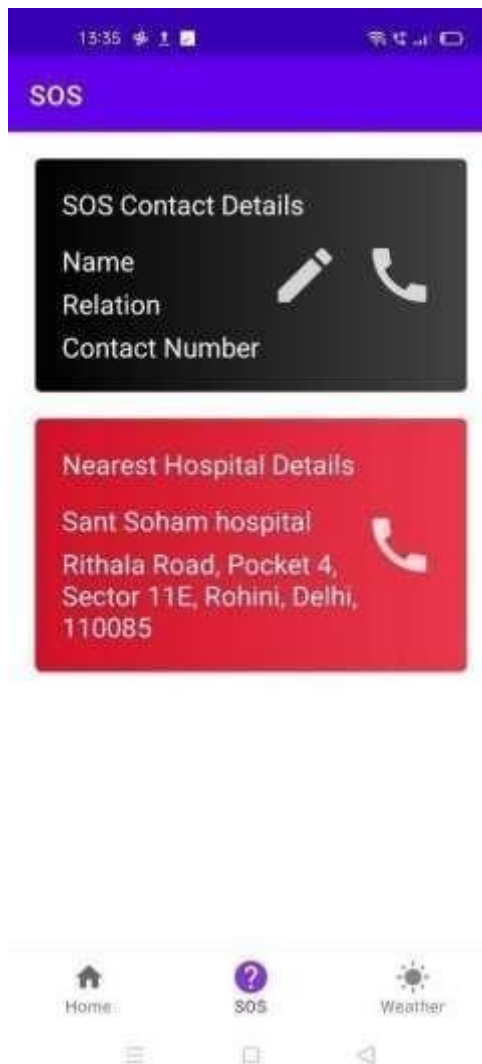 13:35
SOS
SOS Contact Details
Name
Relation
Contact Number
Nearest Hospital Details
Sant Soham hospital
Rithala Road, Pocket 4,
Sector 11E, Rohini, Delhi,
110085
Home
SOS
Weather